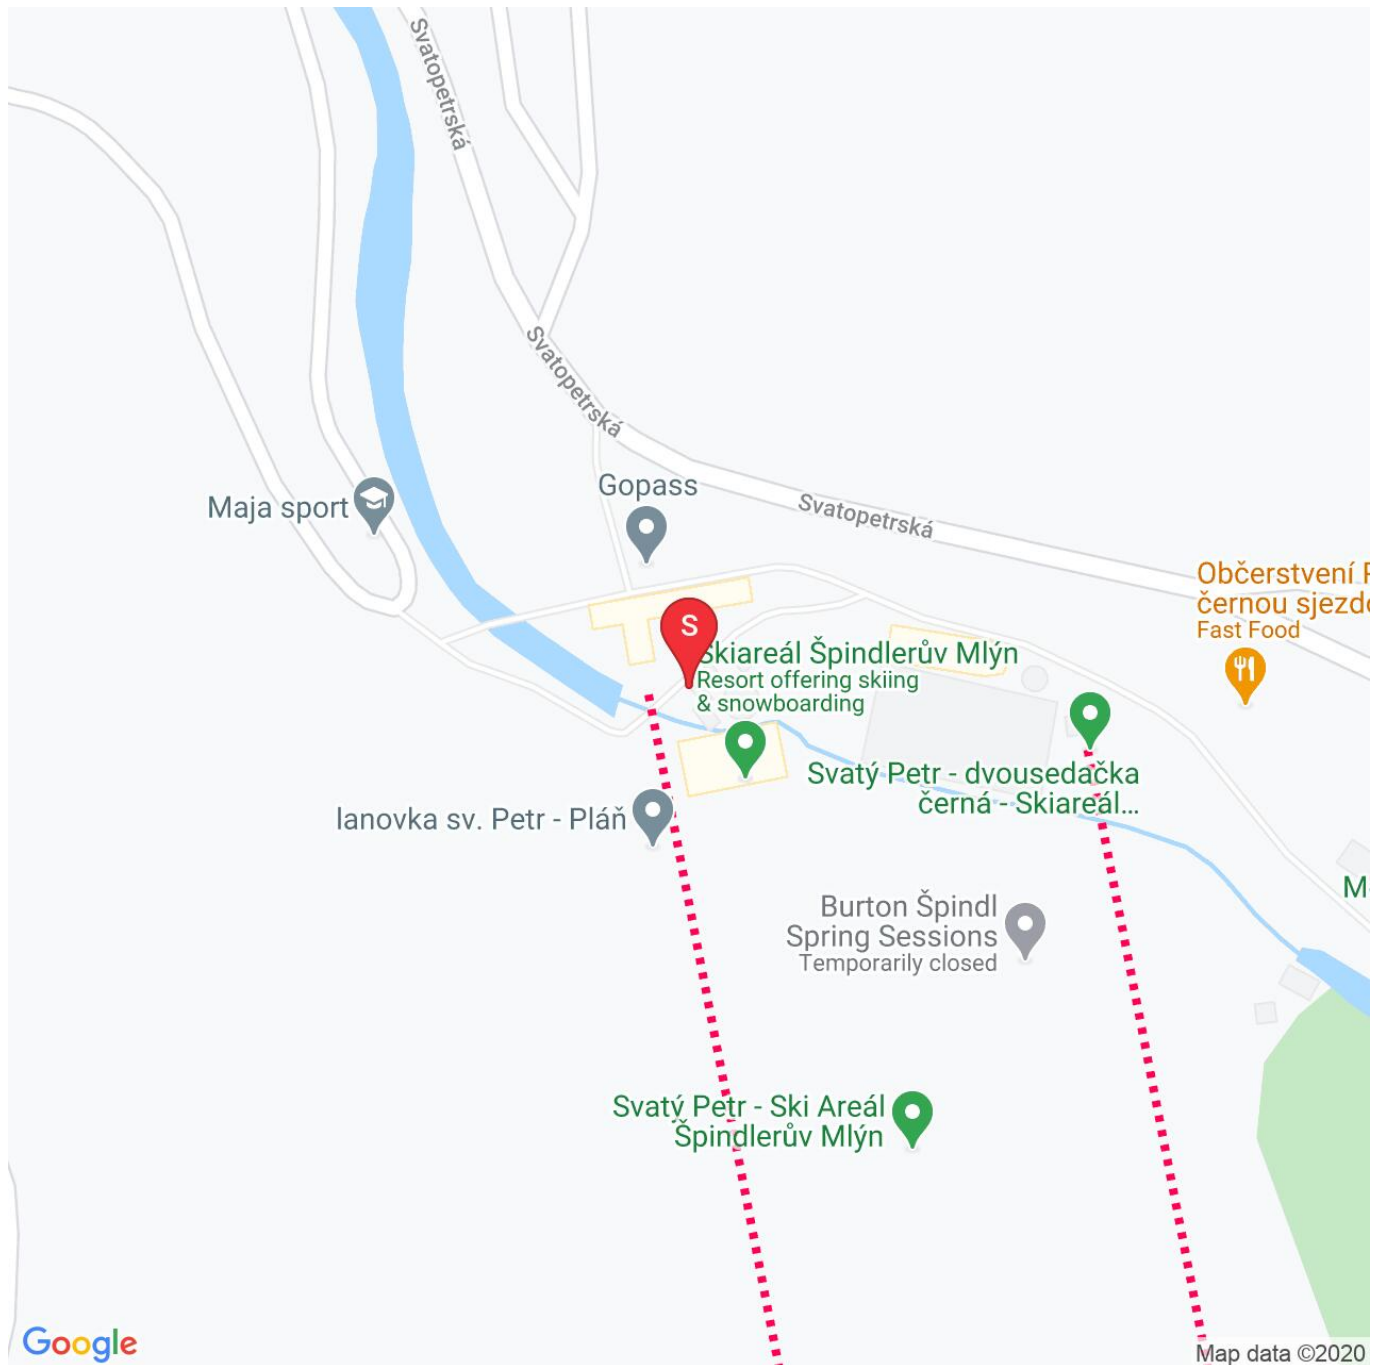 Svatopetrská
Svatopetrská
Gopass
Maja sport
Svatopetrská
Občerstvení
černou
Fast Food
S
Skiareál Špindlerův Mlýn
Resort offering skiing
& snowboarding
Svatý Petr - dvousedačka
černá - Skiareál...
lanovka sv. Petr - Pláň
Burton Špindl
Spring Sessions
Temporarily closed
Svatý Petr - Ski Areál
Špindlerův Mlýn
Google
Map data ©2020